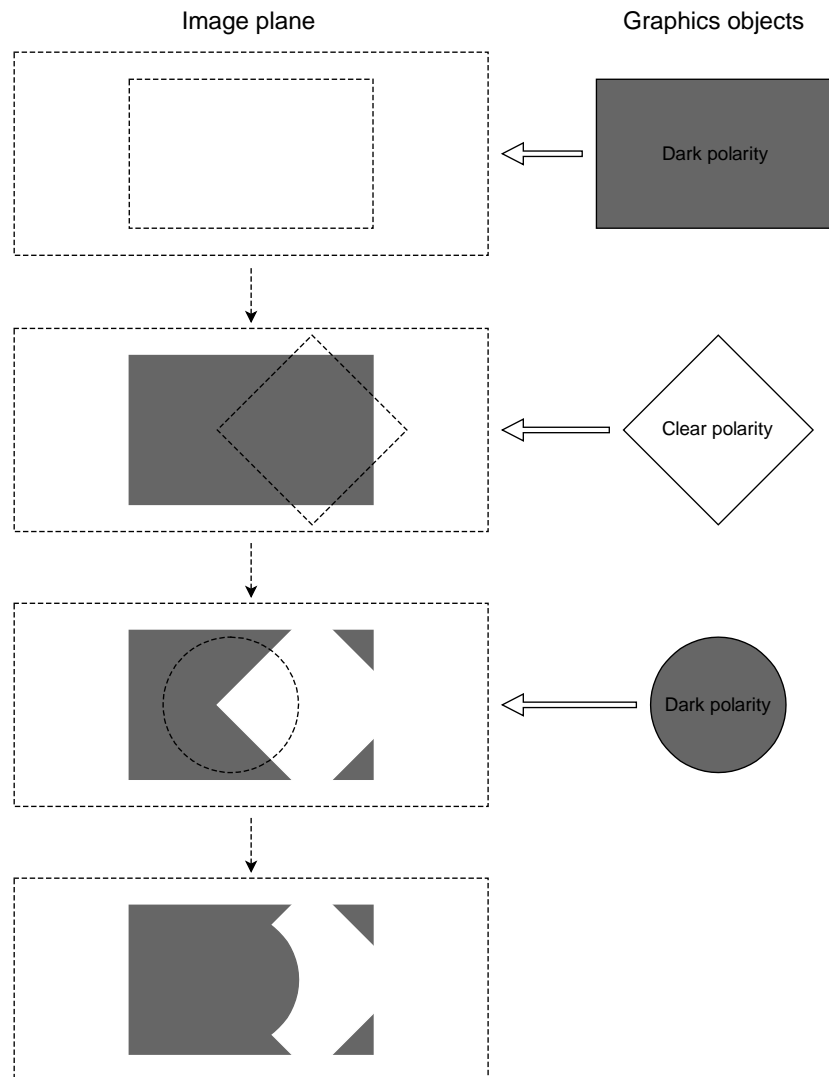 Image plane
Graphics objects
Dark polarity
Clear polarity
Dark polarity